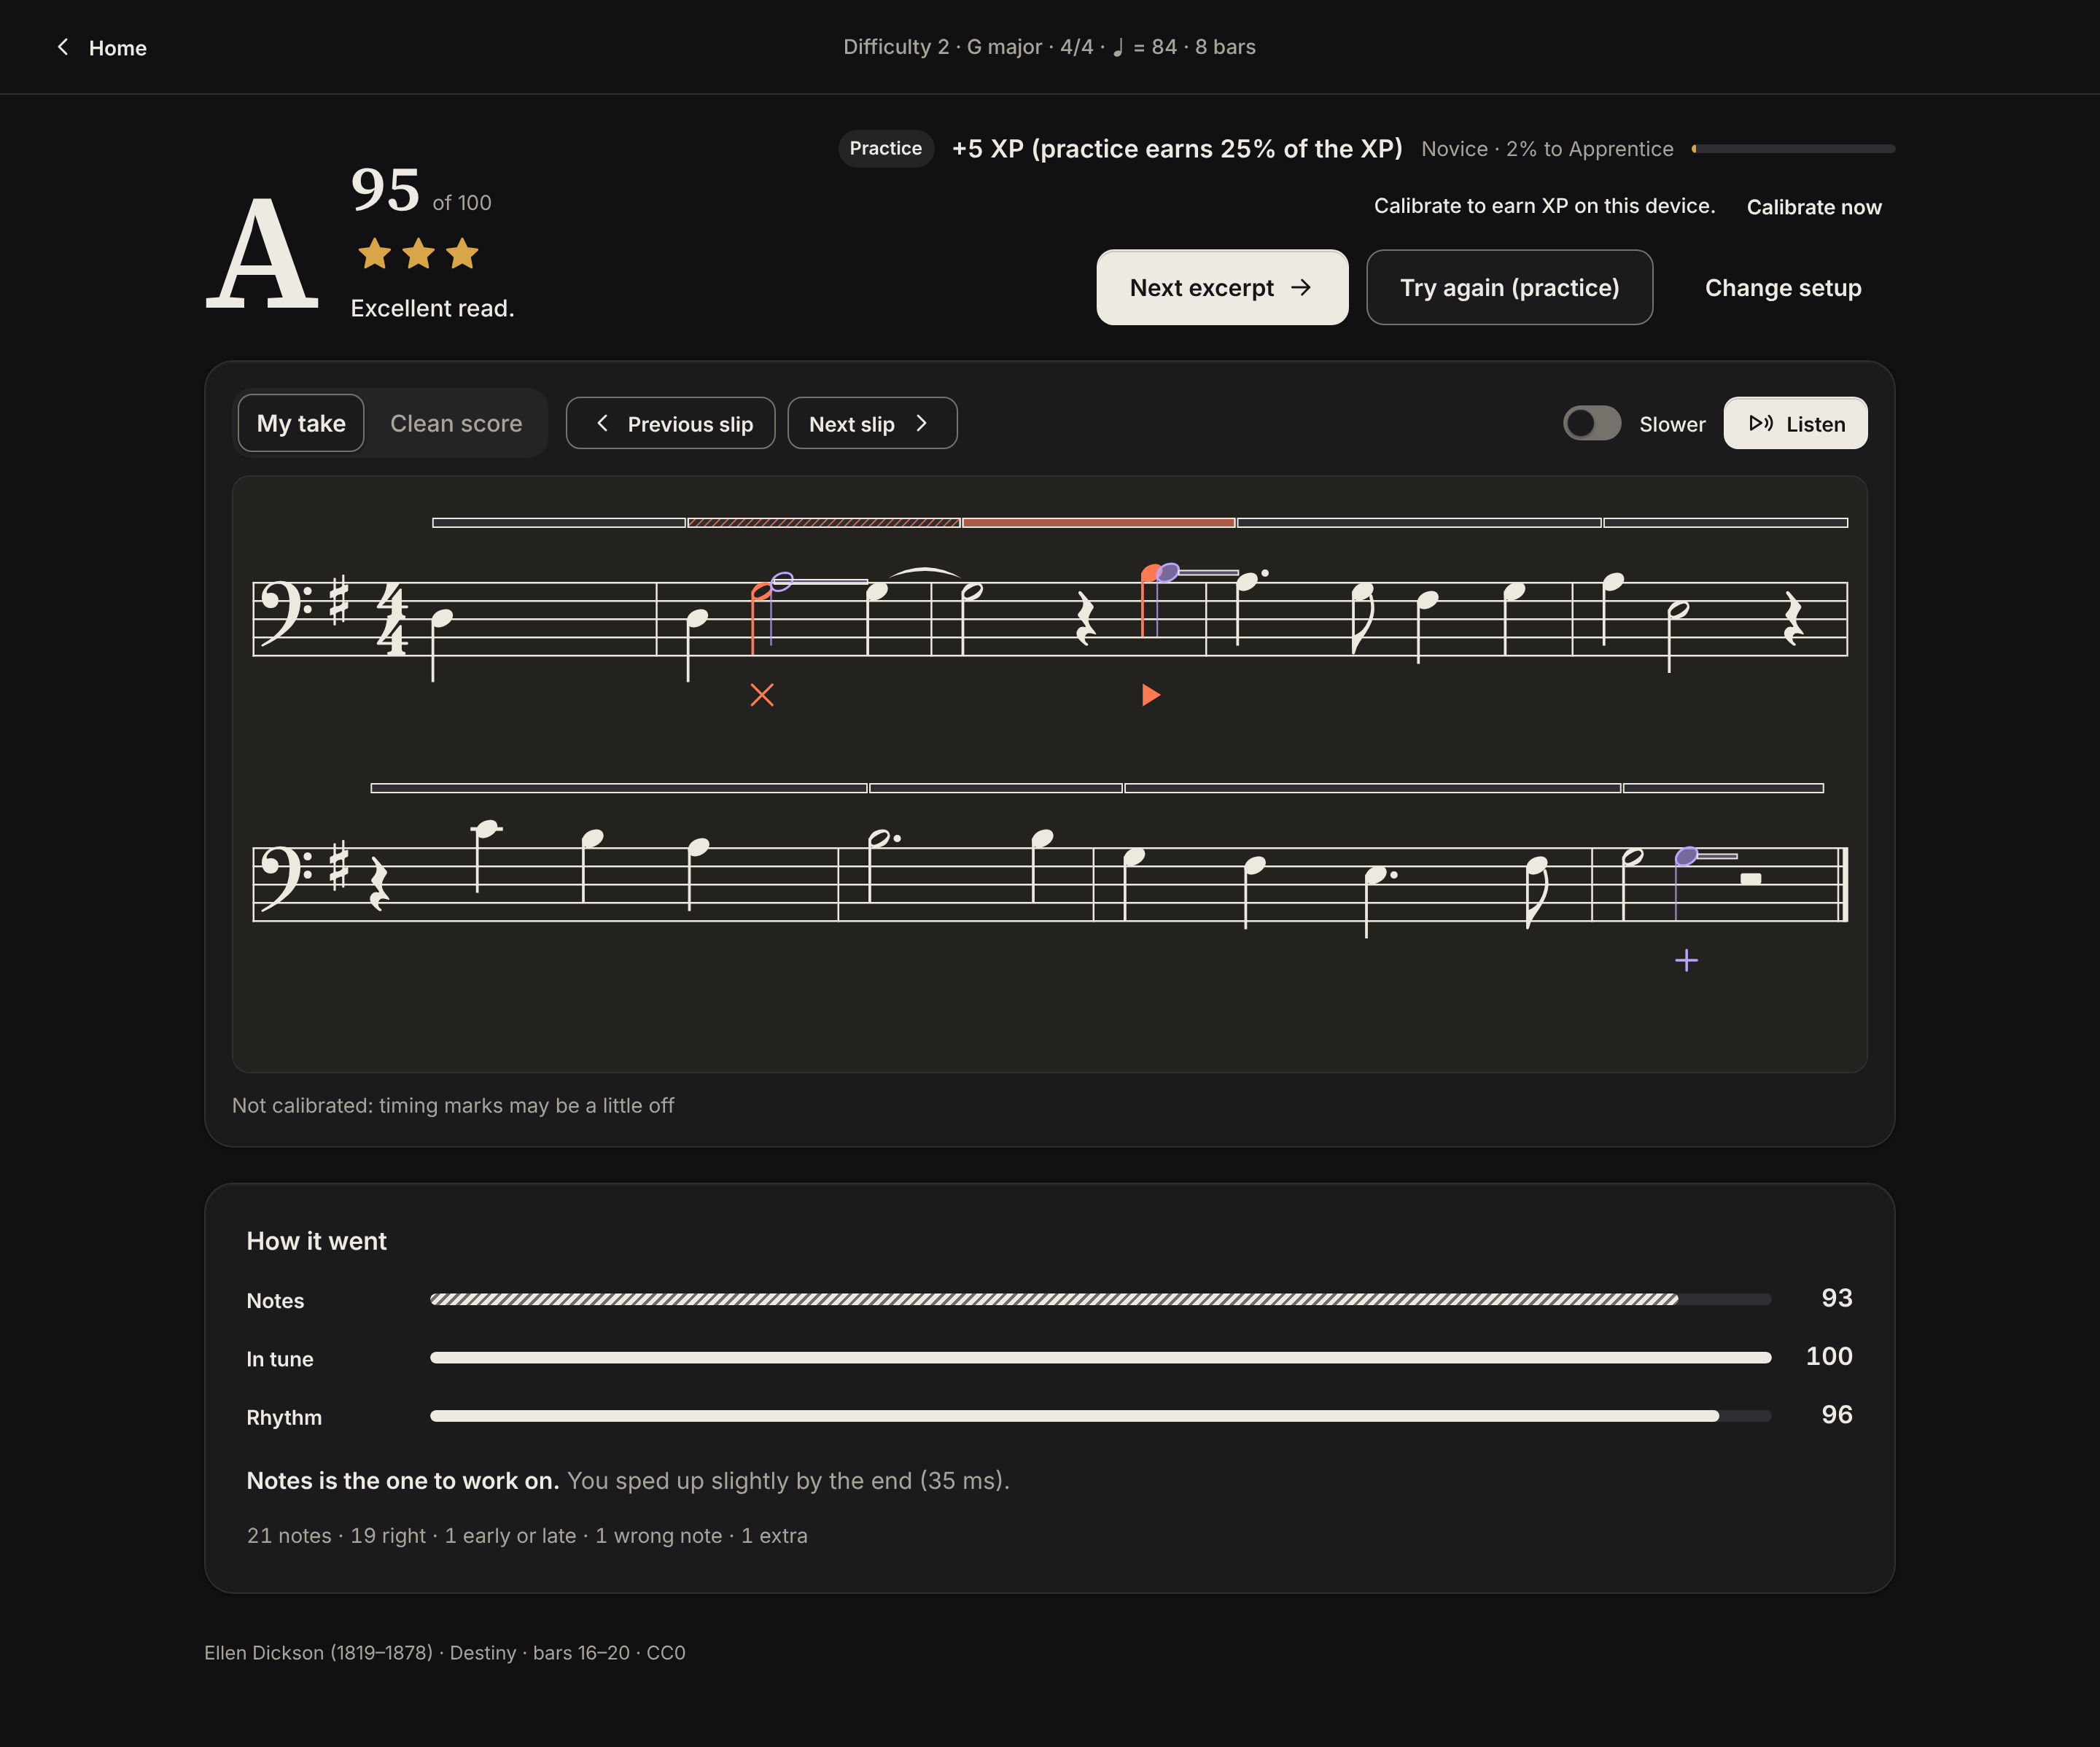 Home
Difficulty 2 · G major · 4/4 · ♩ = 84 · 8 bars
Practice +5 XP (practice earns 25% of the XP) Novice · 2% to Apprentice
A 95 of 100
Calibrate to earn XP on this device. Calibrate now
Excellent read.
Next excerpt → Try again (practice) Change setup
My take Clean score Previous slip Next slip Slower Listen
4
4
Not calibrated: timing marks may be a little off
How it went
Notes 93
In tune 100
Rhythm 96
Notes is the one to work on. You sped up slightly by the end (35 ms).
21 notes · 19 right · 1 early or late · 1 wrong note · 1 extra
Ellen Dickson (1819–1878) · Destiny · bars 16–20 · CC0